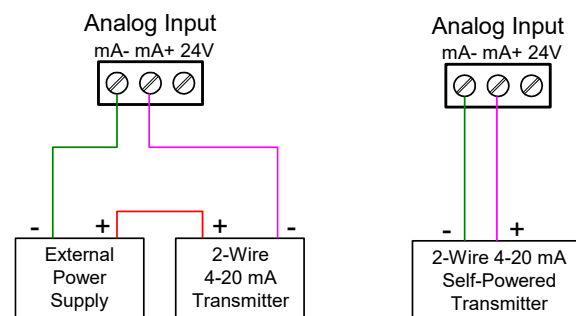 Analog Input
mA- mA+ 24V
- + + -
External
Power
Supply
2-Wire
4-20 mA
Transmitter
Analog Input
mA- mA+ 24V
- +
2-Wire 4-20 mA
Self-Powered
Transmitter